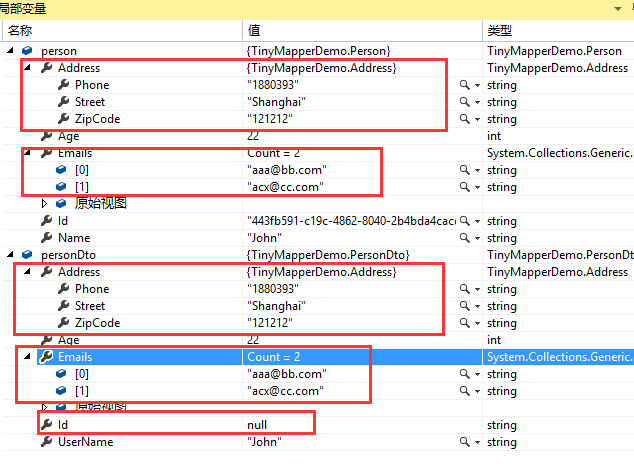 局部变量
名称 值 类型
person {TinyMapperDemo.Person} TinyMapperDemo.Person
Address {TinyMapperDemo.Address} TinyMapperDemo.Address
Phone "1880393" string
Street "Shanghai" string
ZipCode "121212" string
Age 22 int
Emails Count = 2 System.Collections.Generic.
[0] "aaa@bb.com" string
[1] "acx@cc.com" string
原始视图
Id "443fb591-c19c-4862-8040-2b4bda4cacc string
Name "John" string
personDto {TinyMapperDemo.PersonDto} TinyMapperDemo.PersonDt
Address {TinyMapperDemo.Address} TinyMapperDemo.Address
Phone "1880393" string
Street "Shanghai" string
ZipCode "121212" string
Age 22 int
Emails Count = 2 System.Collections.Generic.
[0] "aaa@bb.com" string
[1] "acx@cc.com" string
原始视图
Id null string
UserName "John" string